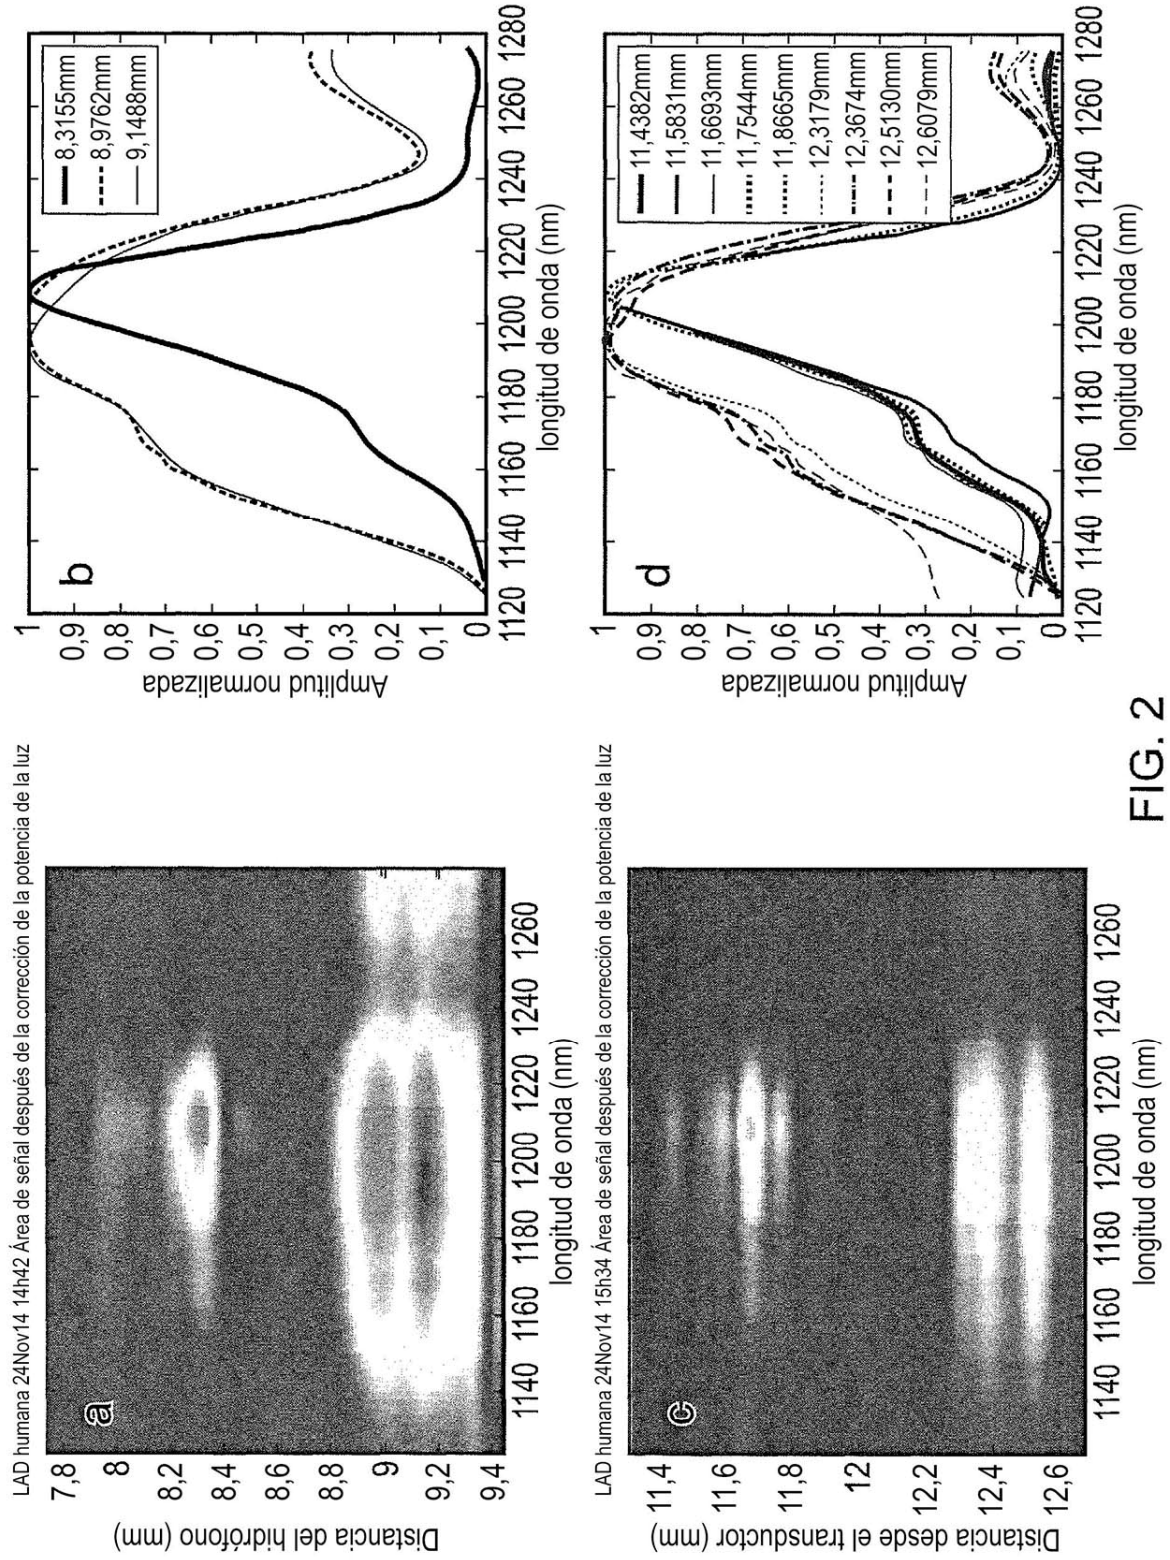 LAD humana 24Nov14 14h42 Área de señal después de la corrección de la potencia de la luz
a
Distancia del hidrófono (mm)
7,8
8
8,2
8,4
8,6
8,8
9
9,2
9,4
1140 1160 1180 1200 1220 1240 1260
longitud de onda (nm)
b
Amplitud normalizada
1
0,9
0,8
0,7
0,6
0,5
0,4
0,3
0,2
0,1
0
1120 1140 1160 1180 1200 1220 1240 1260 1280
longitud de onda (nm)
8,3155mm
8,9762mm
9,1488mm
LAD humana 24Nov14 15h34 Área de señal después de la corrección de la potencia de la luz
c
Distancia desde el transductor (mm)
11,4
11,6
11,8
12
12,2
12,4
12,6
1140 1160 1180 1200 1220 1240 1260
longitud de onda (nm)
d
Amplitud normalizada
1
0,9
0,8
0,7
0,6
0,5
0,4
0,3
0,2
0,1
0
1120 1140 1160 1180 1200 1220 1240 1260 1280
longitud de onda (nm)
11,4382mm
11,5831mm
11,6693mm
11,7544mm
11,8665mm
12,3179mm
12,3674mm
12,5130mm
12,6079mm
FIG. 2